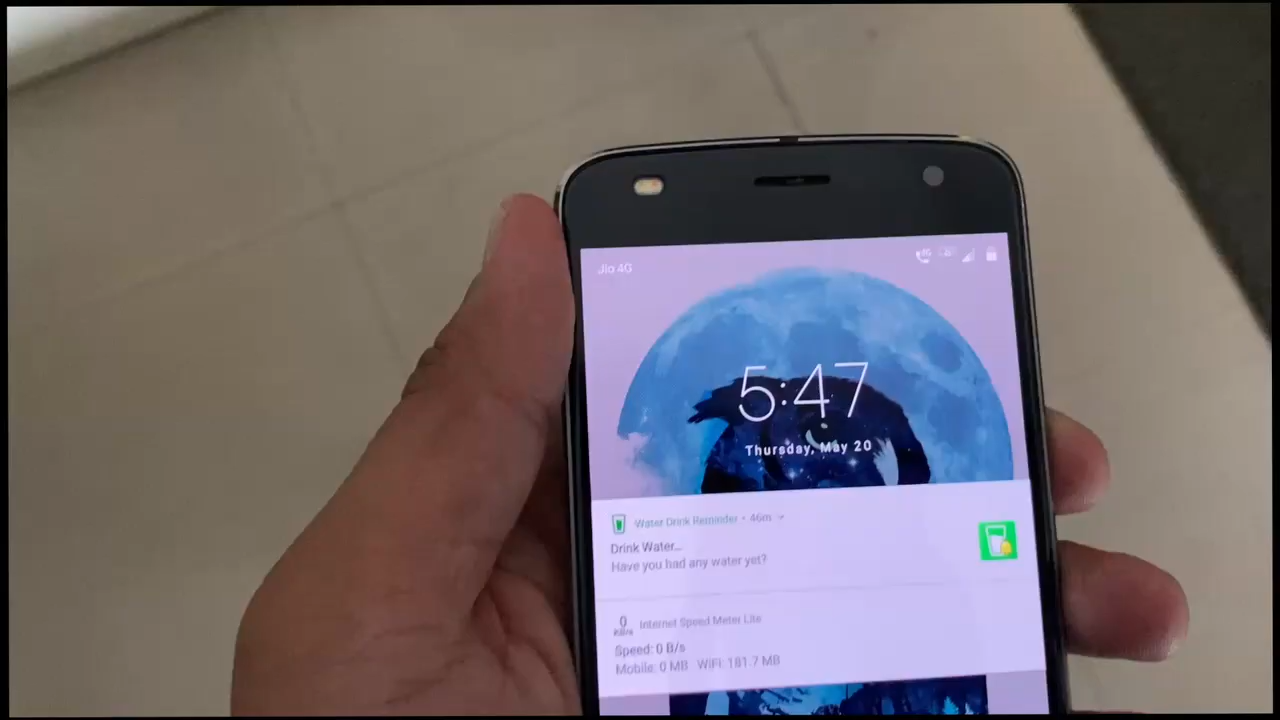 Jio 4G
5:47
Thursday, May 20
Water Drink Reminder • 46m
Drink Water...
Have you had any water yet?
0
Internet Speed Meter Lite
Speed: 0 B/s
Mobile: 0 MB WiFi: 181.7 MB